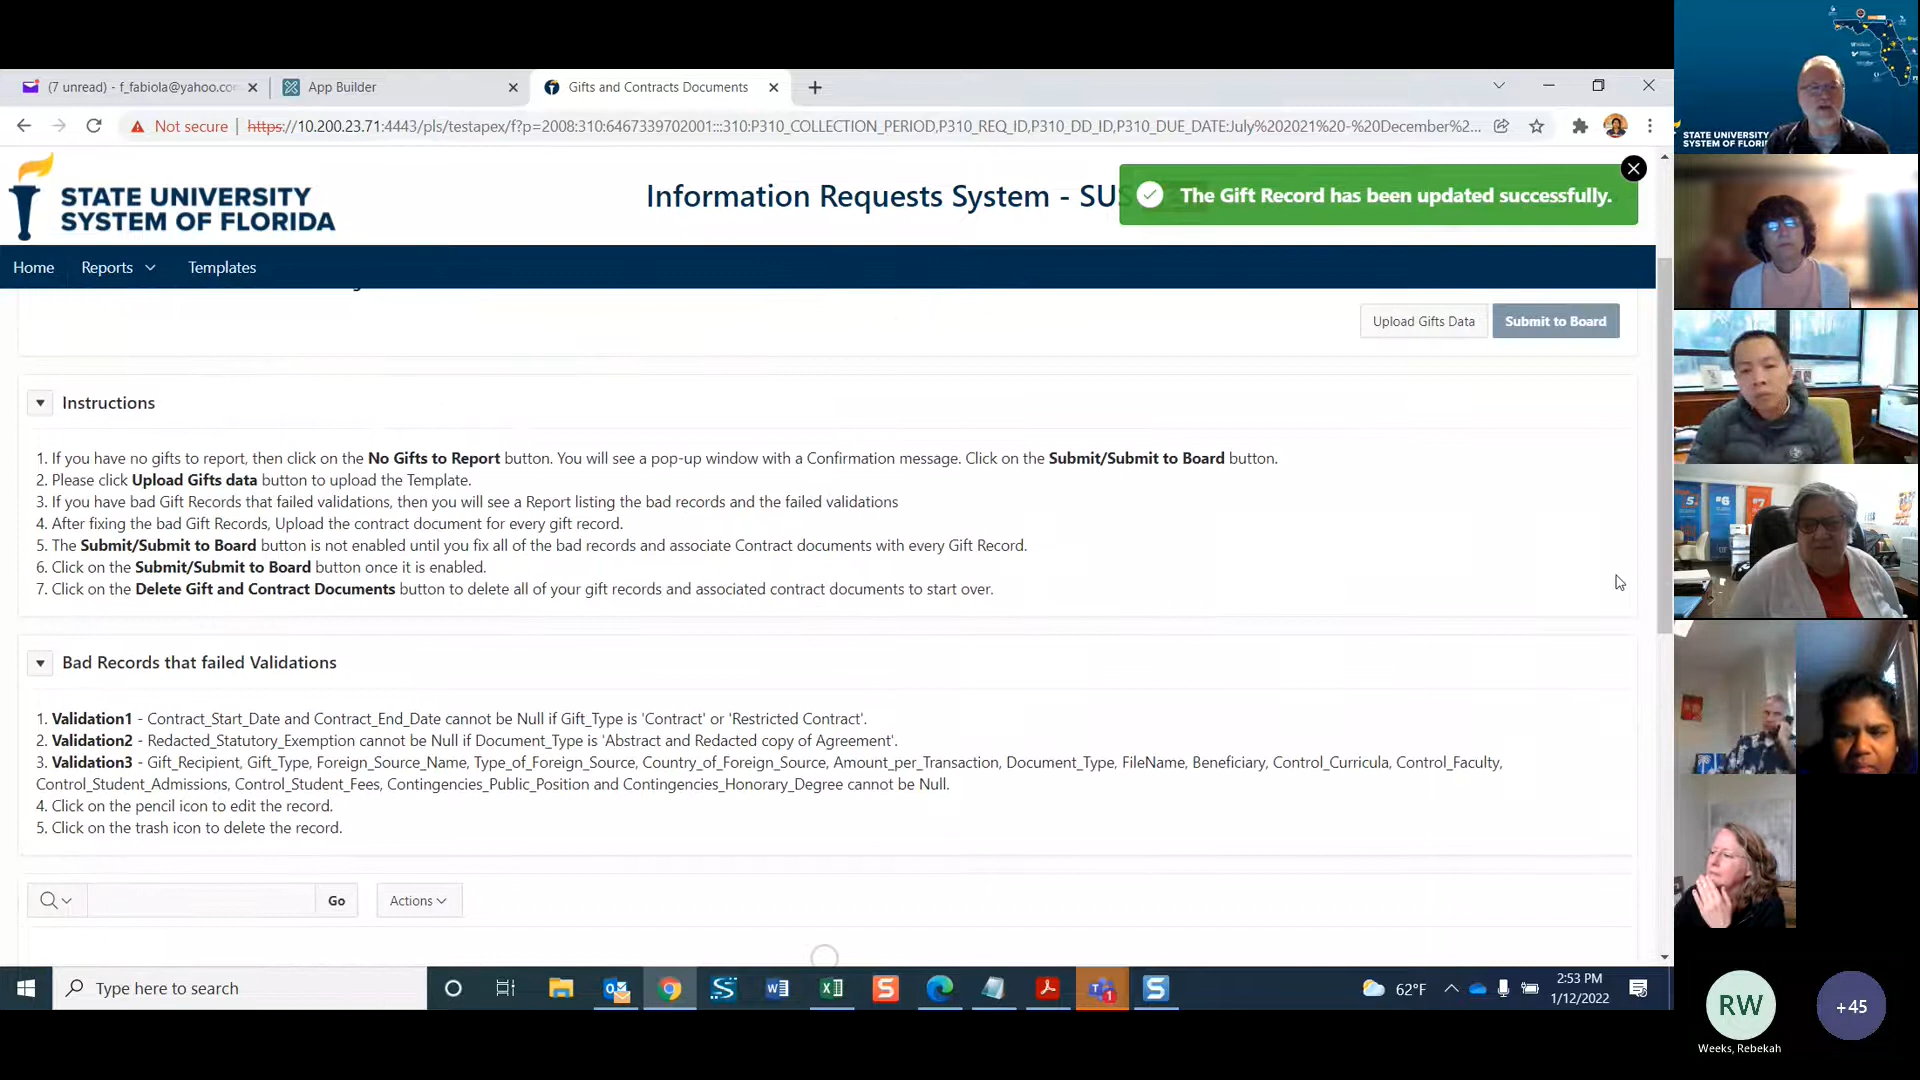 (7 unread) - f_fabiola@yahoo.co
App Builder
Gifts and Contracts Documents
Not secure
https://10.200.23.71:4443/pls/testapex/f?p=2008:310:6467339702001:::310:P310_COLLECTION_PERIOD,P310_REQ_ID,P310_DD_ID,P310_DUE_DATE:July%202021%20-%20December%2...
STATE UNIVERSITY
SYSTEM OF FLORIDA
Information Requests System - SUS
The Gift Record has been updated successfully.
Home
Reports
Templates
Upload Gifts Data
Submit to Board
Instructions
1. If you have no gifts to report, then click on the No Gifts to Report button. You will see a pop-up window with a Confirmation message. Click on the Submit/Submit to Board button.
2. Please click Upload Gifts data button to upload the Template.
3. If you have bad Gift Records that failed validations, then you will see a Report listing the bad records and the failed validations
4. After fixing the bad Gift Records, Upload the contract document for every gift record.
5. The Submit/Submit to Board button is not enabled until you fix all of the bad records and associate Contract documents with every Gift Record.
6. Click on the Submit/Submit to Board button once it is enabled.
7. Click on the Delete Gift and Contract Documents button to delete all of your gift records and associated contract documents to start over.
Bad Records that failed Validations
1. Validation1 - Contract_Start_Date and Contract_End_Date cannot be Null if Gift_Type is 'Contract' or 'Restricted Contract'.
2. Validation2 - Redacted_Statutory_Exemption cannot be Null if Document_Type is 'Abstract and Redacted copy of Agreement'.
3. Validation3 - Gift_Recipient, Gift_Type, Foreign_Source_Name, Type_of_Foreign_Source, Country_of_Foreign_Source, Amount_per_Transaction, Document_Type, FileName, Beneficiary, Control_Curricula, Control_Faculty,
Control_Student_Admissions, Control_Student_Fees, Contingencies_Public_Position and Contingencies_Honorary_Degree cannot be Null.
4. Click on the pencil icon to edit the record.
5. Click on the trash icon to delete the record.
Go
Actions
Type here to search
62°F
2:53 PM
1/12/2022
STATE UNIVERSITY
SYSTEM OF FLORI
5.
#6
#7
RW
Weeks, Rebekah
+45